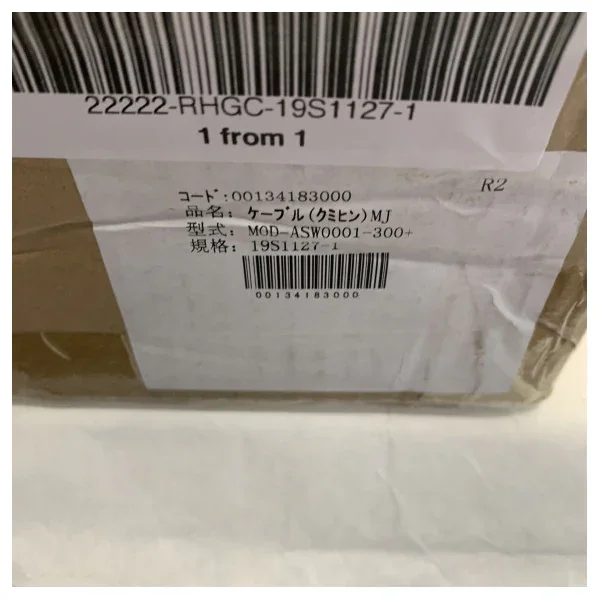 22222-RHGC-19S1127-1
1 from 1
R2
コード:00134183000
品名: ケーブル(クミヒン)MJ
型式: MOD-ASW0001-300+
規格: 19S1127-1
00134183000